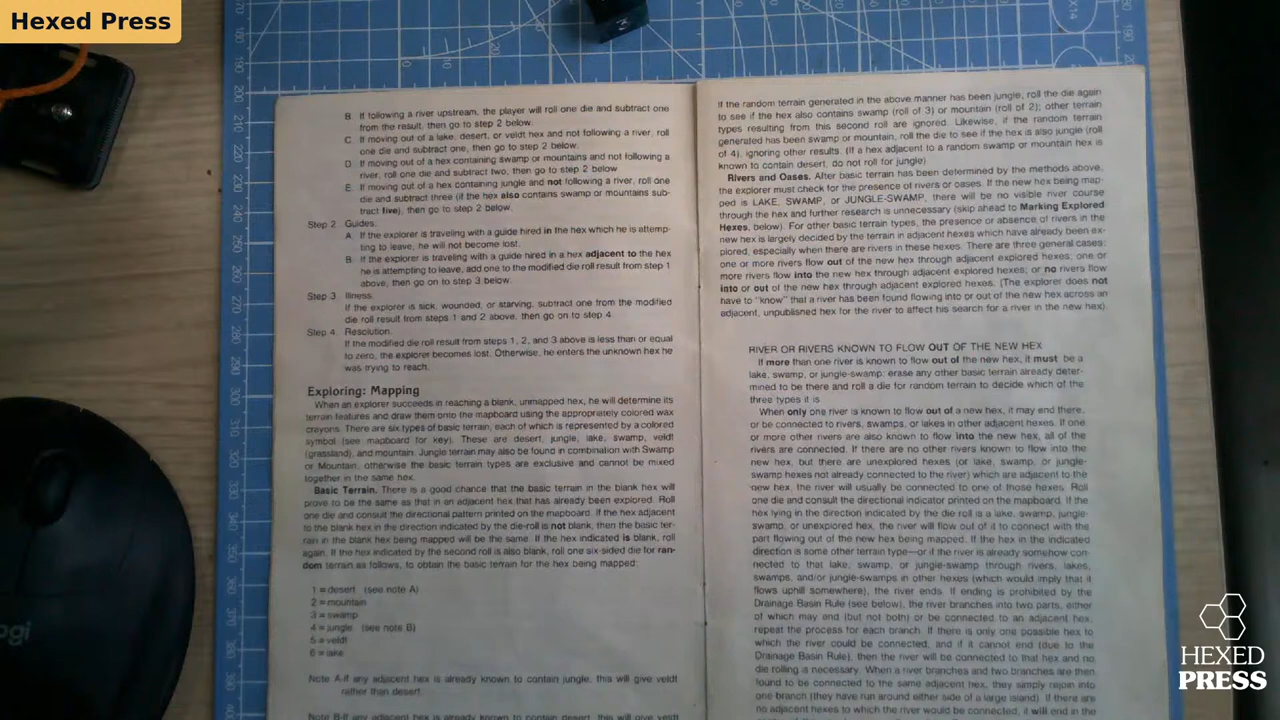 Hexed Press
B. If following a river upstream, the player will roll one die and subtract one
from the result, then go to step 2 below.
C. If moving out of a lake, desert, or veldt hex and not following a river, roll
one die and subtract one, then go to step 2 below.
D. If moving out of a hex containing swamp or mountains and not following a
river, roll one die and subtract two, then go to step 2 below
E. If moving out of a hex containing jungle and not following a river, roll one
die and subtract three (if the hex also contains swamp or mountains sub-
tract five), then go to step 2 below.
Step 2. Guides.
A. If the explorer is traveling with a guide hired in the hex which he is attemp-
ting to leave, he will not become lost.
B. If the explorer is traveling with a guide hired in a hex adjacent to the hex
he is attempting to leave, add one to the modified die roll result from step 1
above, then go on to step 3 below.
Step 3. Illness.
If the explorer is sick, wounded, or starving, subtract one from the modified
die roll result from steps 1 and 2 above, then go on to step 4.
Step 4. Resolution.
If the modified die roll result from steps 1, 2, and 3 above is less than or equal
to zero, the explorer becomes lost. Otherwise, he enters the unknown hex he
was trying to reach.
Exploring: Mapping
When an explorer succeeds in reaching a blank, unmapped hex, he will determine its
terrain features and draw them onto the mapboard using the appropriately colored wax
crayons. There are six types of basic terrain, each of which is represented by a colored
symbol (see mapboard for key). These are desert, jungle, lake, swamp, veldt
(grassland), and mountain. Jungle terrain may also be found in combination with Swamp
or Mountain, otherwise the basic terrain types are exclusive and cannot be mixed
together in the same hex.
Basic Terrain. There is a good chance that the basic terrain in the blank hex will
prove to be the same as that in an adjacent hex that has already been explored. Roll
one die and consult the directional pattern printed on the mapboard. If the hex adjacent
to the blank hex in the direction indicated by the die-roll is not blank, then the basic ter-
rain in the blank hex being mapped will be the same. If the hex indicated is blank, roll
again. If the hex indicated by the second roll is also blank, roll one six-sided die for ran-
dom terrain as follows, to obtain the basic terrain for the hex being mapped:
1 = desert (see note A)
2 = mountain
3 = swamp
4 = jungle (see note B)
5 = veldt
6 = lake
Note A-If any adjacent hex is already known to contain jungle, this will give veldt
rather than desert.
Note B-If any adjacent hex is already known to contain desert, this will give veldt
If the random terrain generated in the above manner has been jungle, roll the die again
to see if the hex also contains swamp (roll of 3) or mountain (roll of 2); other terrain
types resulting from this second roll are ignored. Likewise, if the random terrain
generated has been swamp or mountain, roll the die to see if the hex is also jungle (roll
of 4), ignoring other results. (If a hex adjacent to a random swamp or mountain hex is
known to contain desert, do not roll for jungle)
Rivers and Oases. After basic terrain has been determined by the methods above,
the explorer must check for the presence of rivers or oases. If the new hex being map-
ped is LAKE, SWAMP, or JUNGLE-SWAMP, there will be no visible river course
through the hex and further research is unnecessary (skip ahead to Marking Explored
Hexes, below). For other basic terrain types, the presence or absence of rivers in the
new hex is largely decided by the terrain in adjacent hexes which have already been ex-
plored, especially when there are rivers in these hexes. There are three general cases:
one or more rivers flow out of the new hex through adjacent explored hexes; one or
more rivers flow into the new hex through adjacent explored hexes; or no rivers flow
into or out of the new hex through adjacent explored hexes. (The explorer does not
have to "know" that a river has been found flowing into or out of the new hex across an
adjacent, unpublished hex for the river to affect his search for a river in the new hex)
RIVER OR RIVERS KNOWN TO FLOW OUT OF THE NEW HEX
If more than one river is known to flow out of the new hex, it must be a
lake, swamp, or jungle-swamp; erase any other basic terrain already deter-
mined to be there and roll a die for random terrain to decide which of the
three types it is
When only one river is known to flow out of a new hex, it may end there,
or be connected to rivers, swamps, or lakes in other adjacent hexes. If one
or more other rivers are also known to flow into the new hex, all of the
rivers are connected. If there are no other rivers known to flow into the
new hex, but there are unexplored hexes (or lake, swamp, or jungle-
swamp hexes not already connected to the river) which are adjacent to the
new hex, the river will usually be connected to one of those hexes. Roll
one die and consult the directional indicator printed on the mapboard. If the
hex lying in the direction indicated by the die roll is a lake, swamp, jungle-
swamp, or unexplored hex, the river will flow out of it to connect with the
part flowing out of the new hex being mapped. If the hex in the indicated
direction is some other terrain type—or if the river is already somehow con-
nected to that lake, swamp, or jungle-swamp through rivers, lakes,
swamps, and/or jungle-swamps in other hexes (which would imply that it
flows uphill somewhere), the river ends. If ending is prohibited by the
Drainage Basin Rule (see below), the river branches into two parts, either
of which may end (but not both) or be connected to an adjacent hex,
repeat the process for each branch. If there is only one possible hex to
which the river could be connected, and if it cannot end (due to the
Drainage Basin Rule), then the river will be connected to that hex and no
die rolling is necessary. When a river branches and two branches are then
found to be connected to the same adjacent hex, they simply rejoin into
one branch (they have run around either side of a large island). If there are
no adjacent hexes to which the river would be connected, it will end in the
HEXED
PRESS